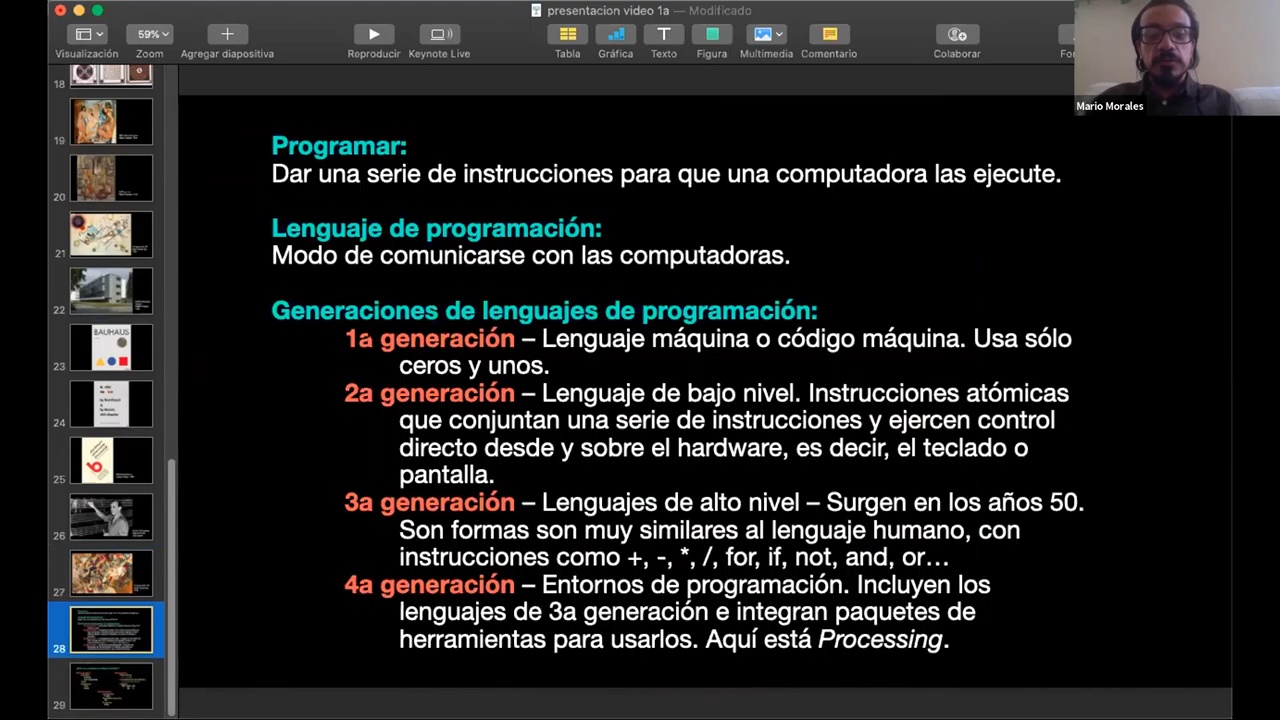 presentacion video 1a — Modificado
59%
Visualización
Zoom
Agregar diapositiva
Reproducir
Keynote Live
Tabla
Gráfica
Texto
Figura
Multimedia
Comentario
Colaborar
Mario Morales
18
19
20
21
22
23
BAUHAUS
24
25
26
27
28
29
Programar:
Dar una serie de instrucciones para que una computadora las ejecute.
Lenguaje de programación:
Modo de comunicarse con las computadoras.
Generaciones de lenguajes de programación:
1a generación – Lenguaje máquina o código máquina. Usa sólo
ceros y unos.
2a generación – Lenguaje de bajo nivel. Instrucciones atómicas
que conjuntan una serie de instrucciones y ejercen control
directo desde y sobre el hardware, es decir, el teclado o
pantalla.
3a generación – Lenguajes de alto nivel – Surgen en los años 50.
Son formas son muy similares al lenguaje humano, con
instrucciones como +, -, *, /, for, if, not, and, or…
4a generación – Entornos de programación. Incluyen los
lenguajes de 3a generación e integran paquetes de
herramientas para usarlos. Aquí está Processing.